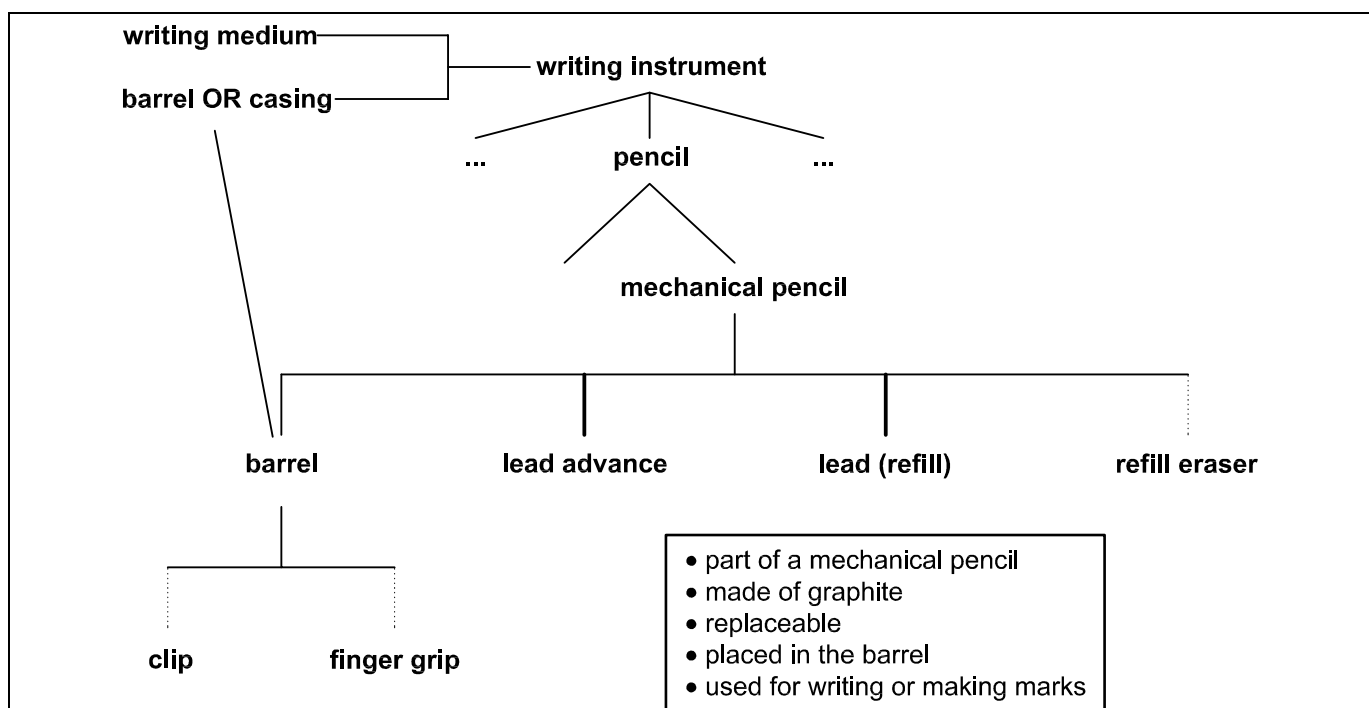 writing medium
writing instrument
barrel OR casing
... pencil ...
mechanical pencil
barrel lead advance lead (refill) refill eraser
• part of a mechanical pencil
• made of graphite
• replaceable
• placed in the barrel
• used for writing or making marks
clip finger grip